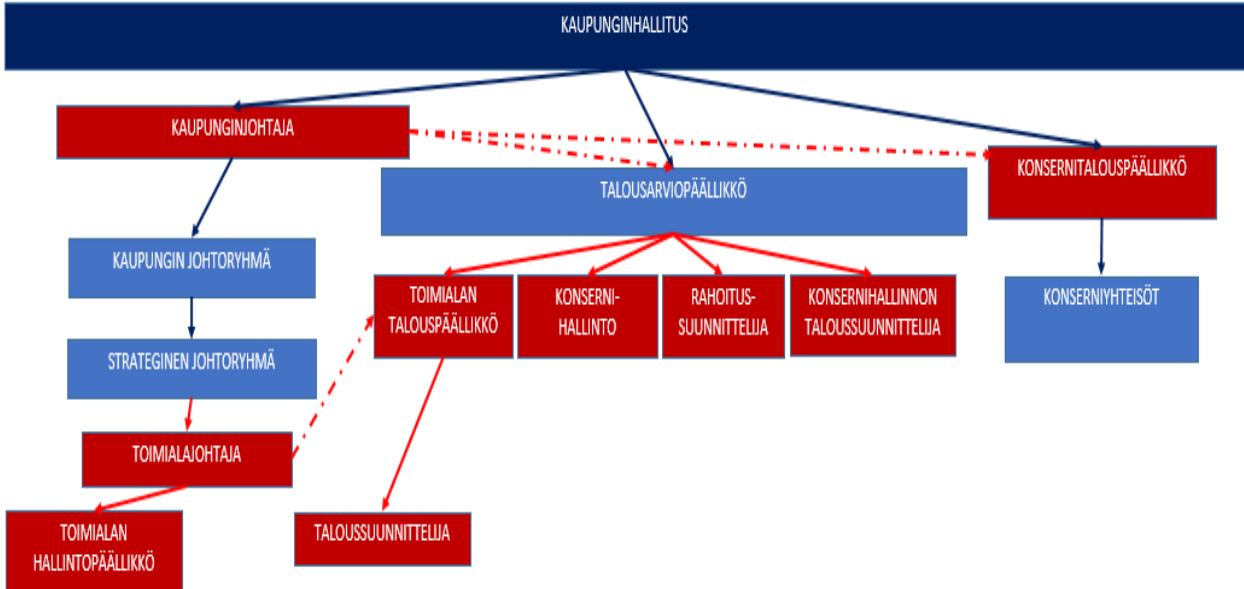 KAUPUNGINHALLITUS
KAUPUNGINJOHTAJA
KONSERNITALOUSPÄÄLLIKKÖ
TALOUSARVIOPÄÄLLIKKÖ
KAUPUNGIN JOHTORYHMÄ
TOIMIALAN
TALOUSPÄÄLLIKKÖ
KONSERNI-
HALLINTO
RAHOITUS-
SUUNNITTELIJA
KONSERNIHALLINNON
TALOUSSUUNNITTELIJA
KONSERNIYHTEISÖT
STRATEGINEN JOHTORYHMÄ
TOIMIALAJOHTAJA
TOIMIALAN
HALLINTOPÄÄLLIKKÖ
TALOUSSUUNNITTELIJA